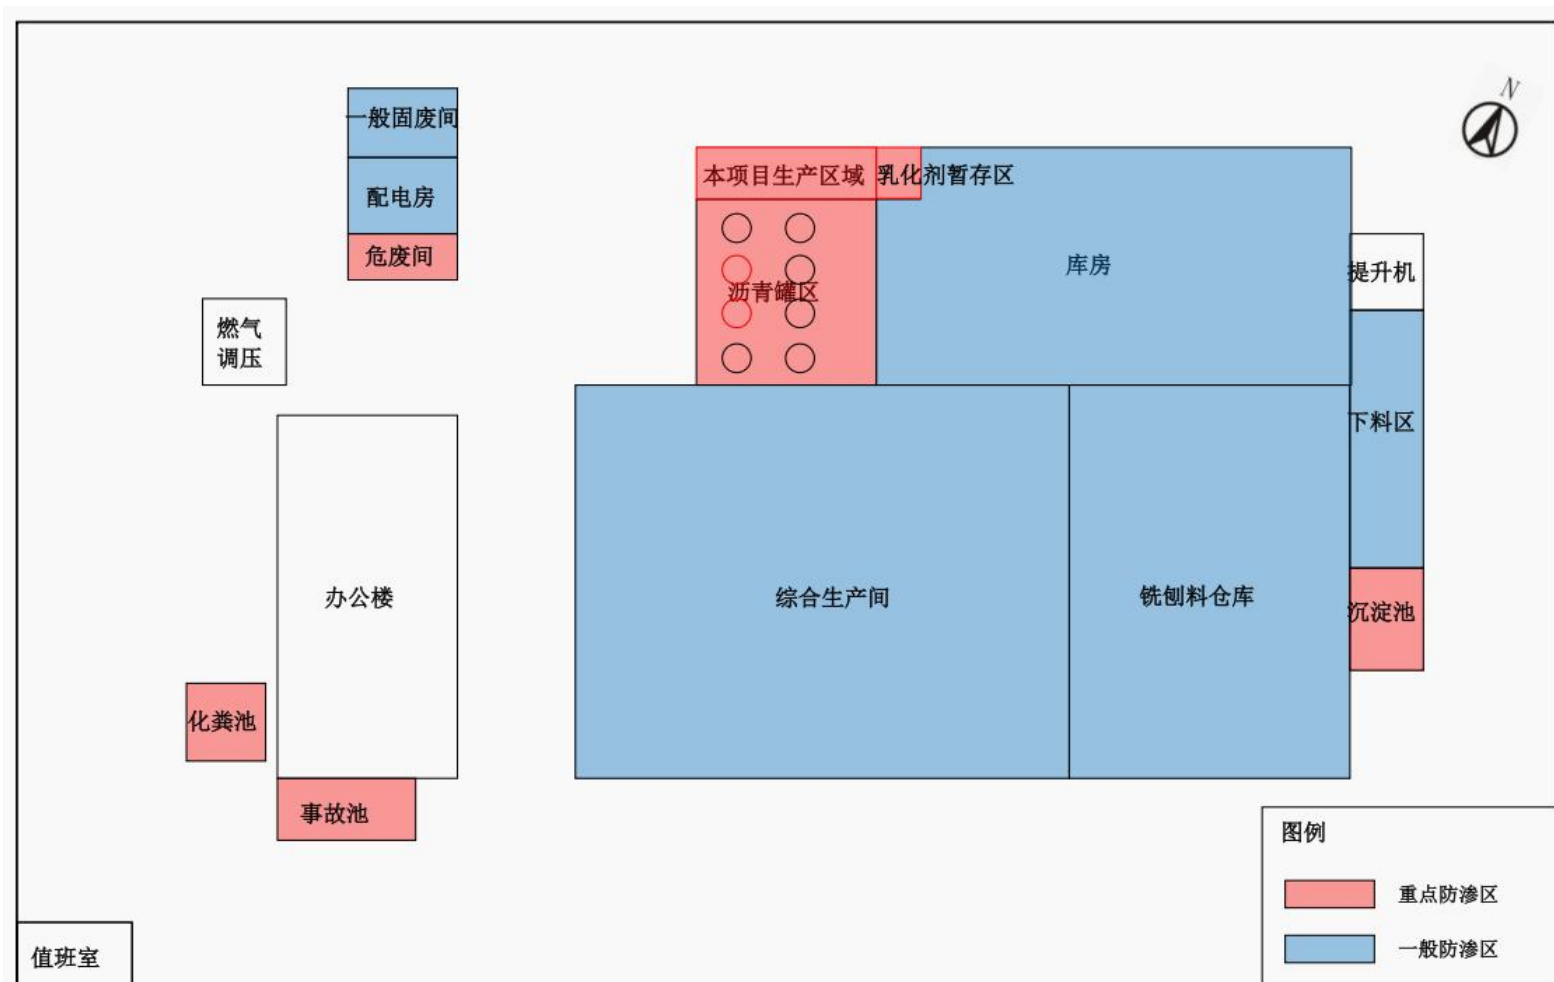 N
一般固废间
配电房
危废间
本项目生产区域
乳化剂暂存区
库房
沥青罐区
提升机
燃气
调压
下料区
办公楼
综合生产间
铣刨料仓库
沉淀池
化粪池
事故池
图例
重点防渗区
一般防渗区
值班室